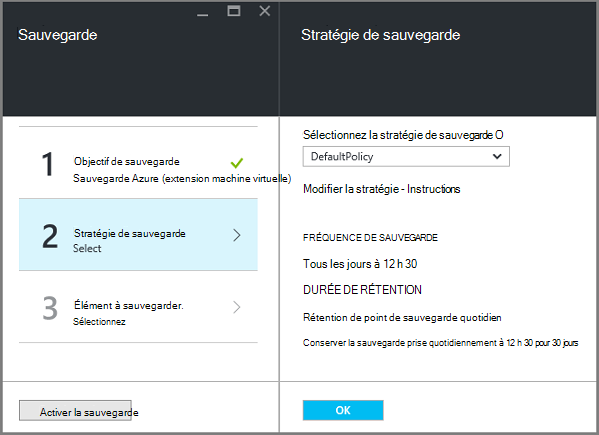 Sauvegarde
1
Objectif de sauvegarde
Sauvegarde Azure (extension machine virtuelle)
2
Stratégie de sauvegarde
Select
3
Élément à sauvegarder.
Sélectionnez
Activer la sauvegarde
Stratégie de sauvegarde
Sélectionnez la stratégie de sauvegarde O
DefaultPolicy
Modifier la stratégie - Instructions
FRÉQUENCE DE SAUVEGARDE
Tous les jours à 12 h 30
DURÉE DE RÉTENTION
Rétention de point de sauvegarde quotidien
Conserver la sauvegarde prise quotidiennement à 12 h 30 pour 30 jours
OK